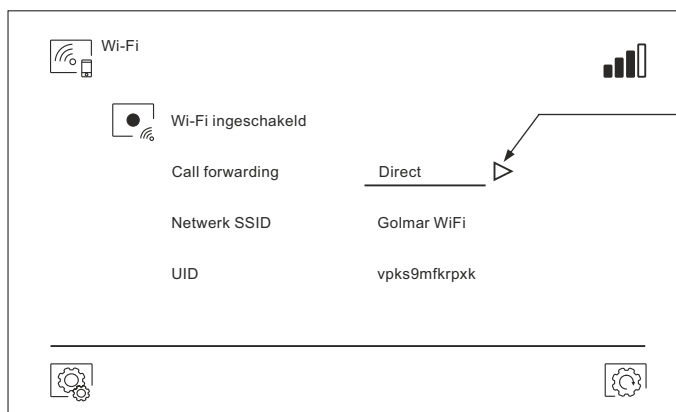 Wi-Fi
Wi-Fi ingeschakeld
Call forwarding Direct
Netwerk SSID Golmar WiFi
UID vpks9mfkrpxk